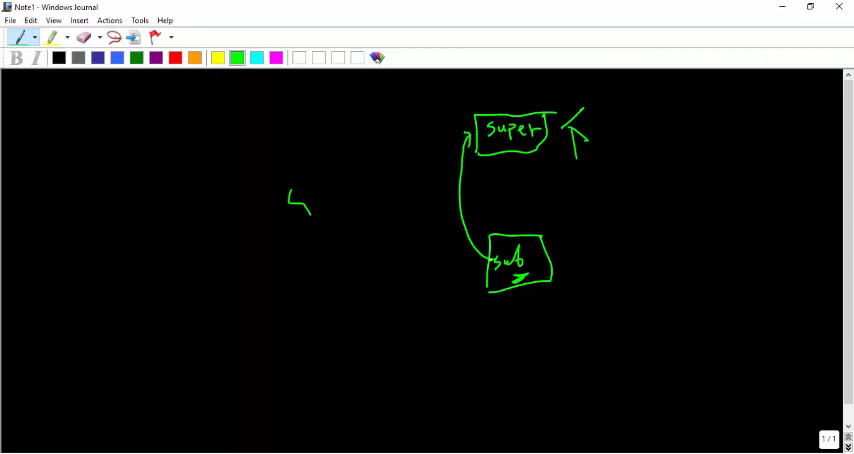 Note1 - Windows Journal
File Edit View Insert Actions Tools Help
B I
super
sub
1 / 1